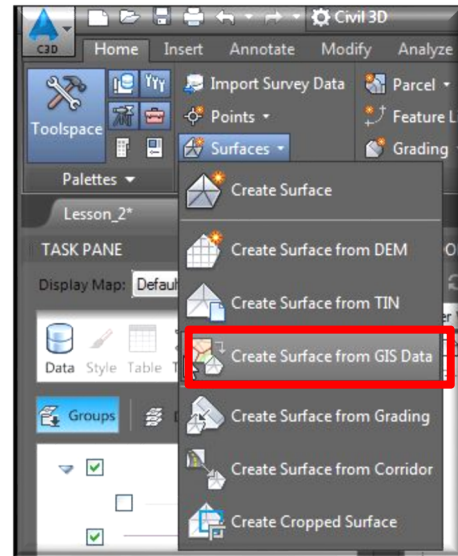 Civil 3D
C3D
Home Insert Annotate Modify Analyze
Import Survey Data Parcel
Toolspace
Points Feature L
Surfaces Grading
Palettes
Create Surface
Lesson_2*
TASK PANE
Create Surface from DEM
Display Map: Defaul
Create Surface from TIN
Create Surface from GIS Data
Data Style Table T
Groups
Create Surface from Grading
Create Surface from Corridor
Create Cropped Surface